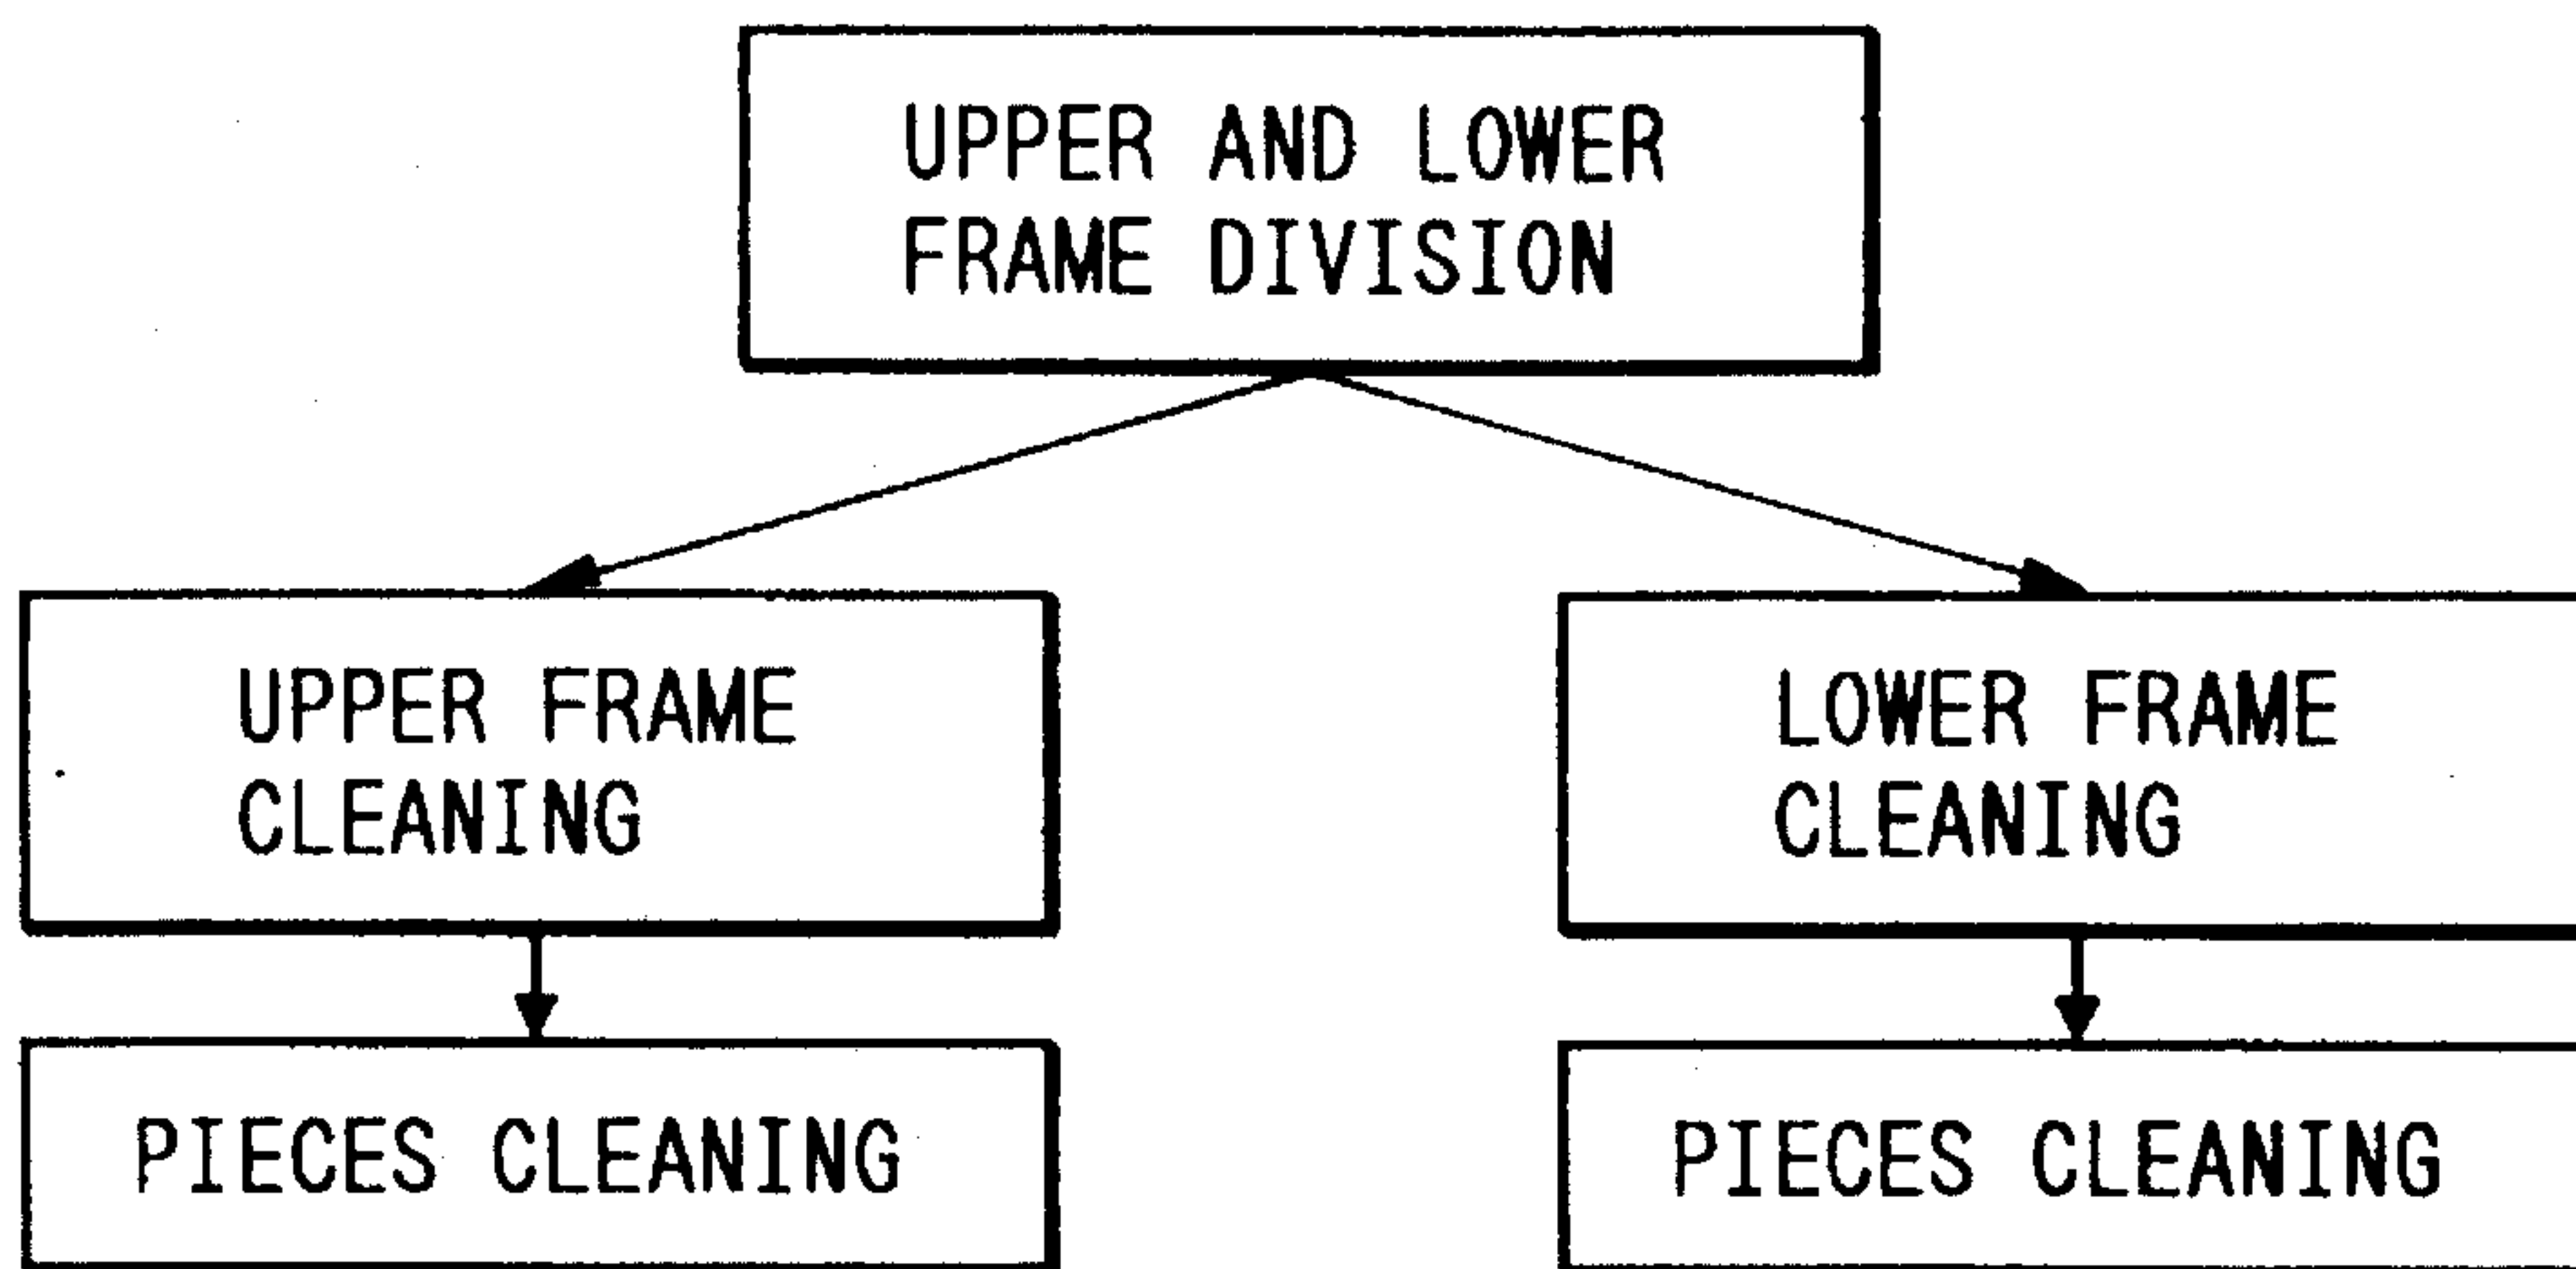 UPPER AND LOWER
FRAME DIVISION
UPPER FRAME
CLEANING
LOWER FRAME
CLEANING
PIECES CLEANING
PIECES CLEANING